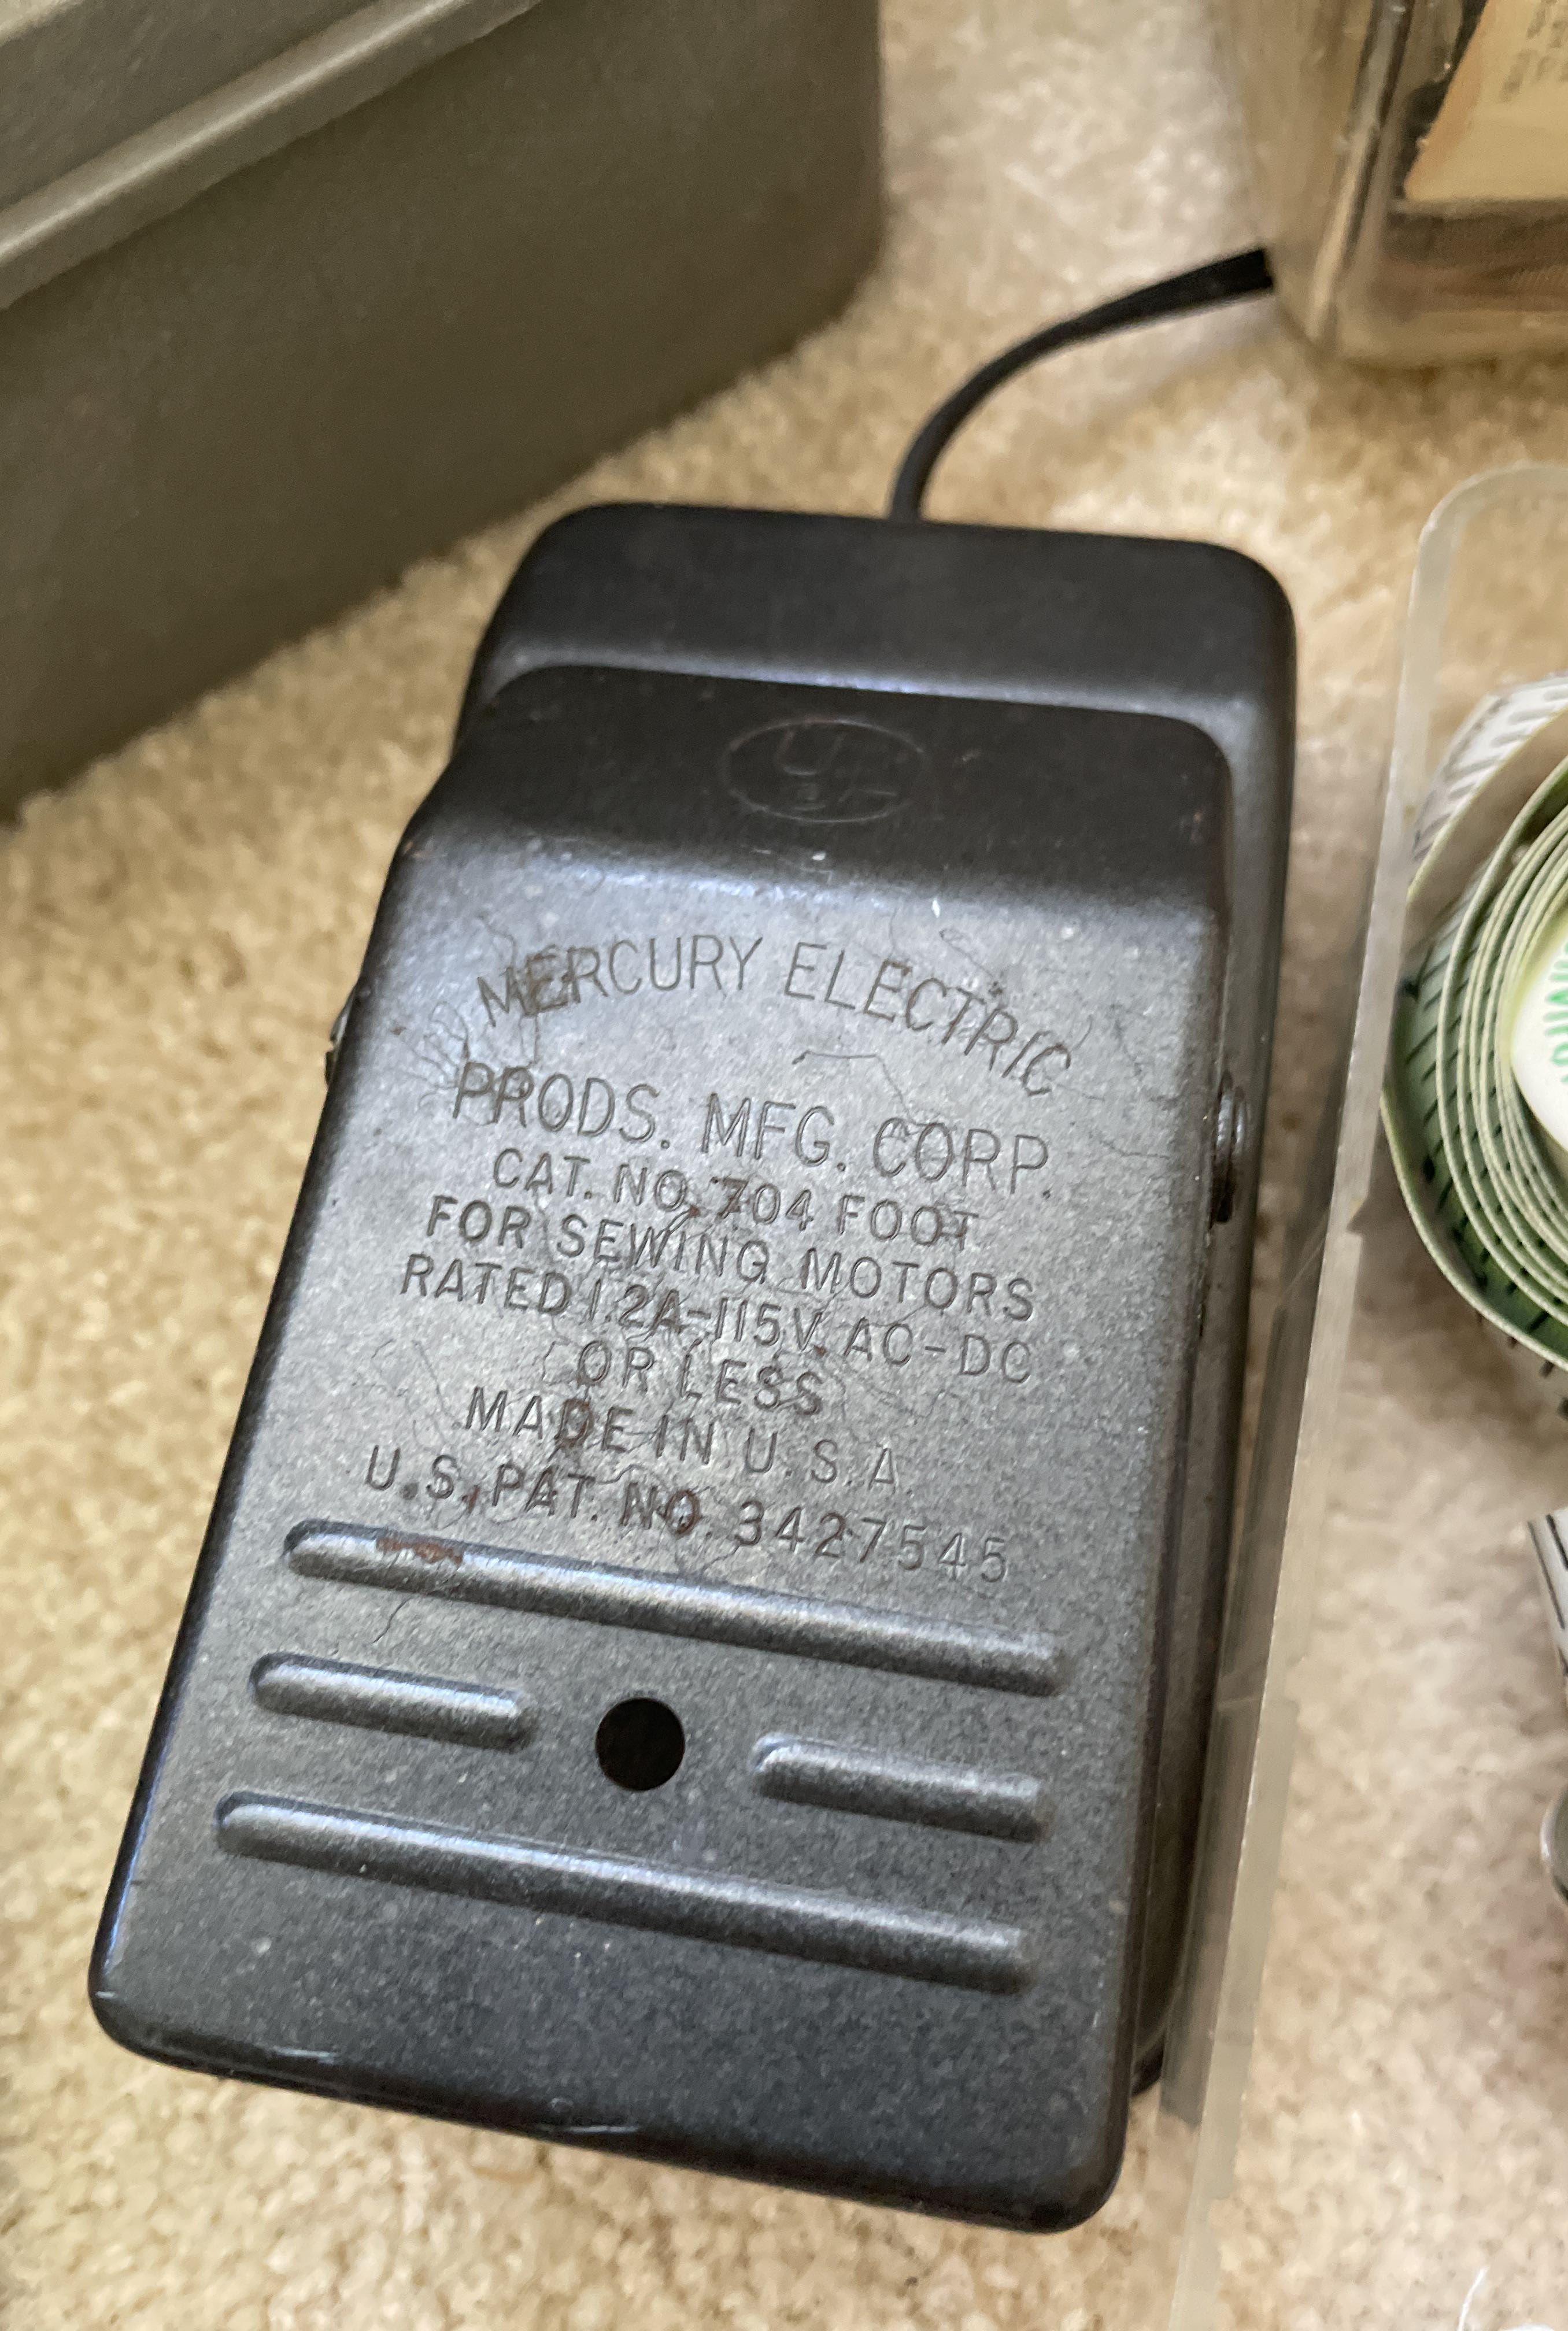 MERCURY ELECTRIC
PRODS. MFG. CORP.
CAT. NO. 704 FOOT
FOR SEWING MOTORS
RATED 1.2A-115V. AC-DC
OR LESS
MADE IN U.S.A.
U.S. PAT. NO. 3427545